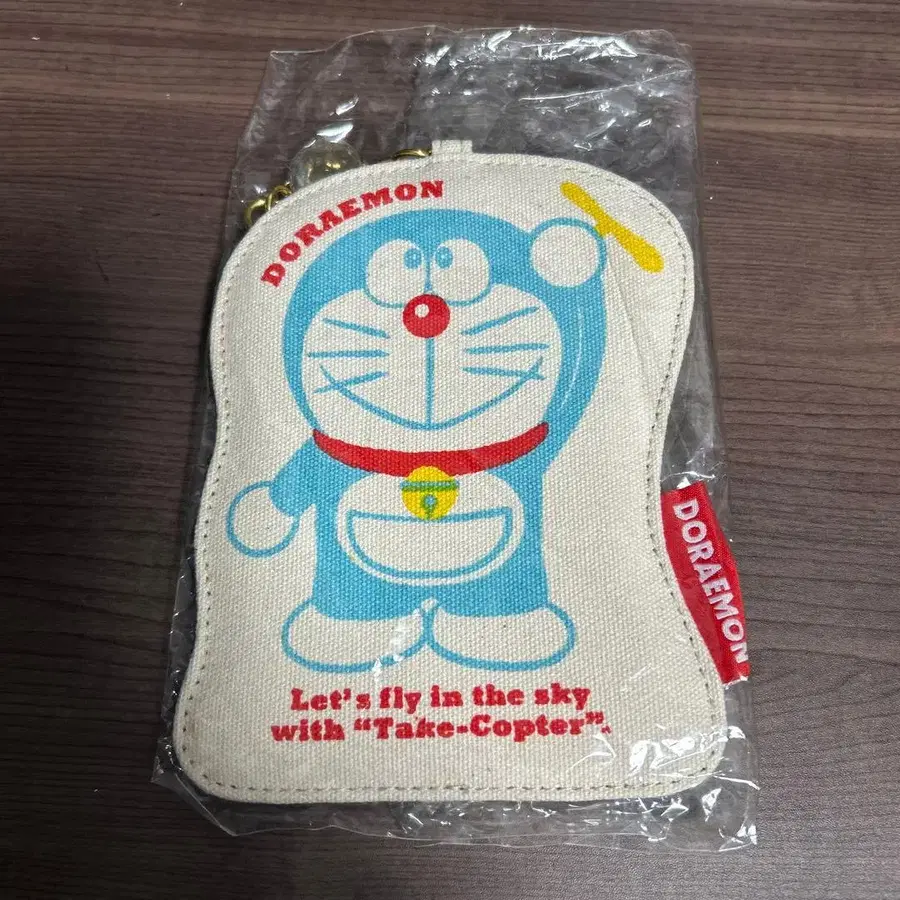 DORAEMON
DORAEMON
Let's fly in the sky
with “Take-Copter”.